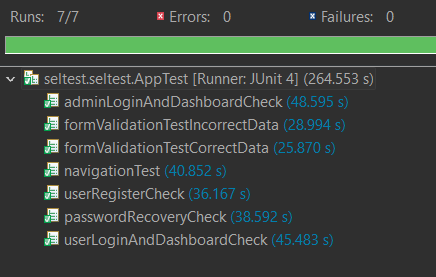 Runs: 7/7 Errors: 0 Failures: 0
seltest.seltest.AppTest [Runner: JUnit 4] (264.553 s)
adminLoginAndDashboardCheck (48.595 s)
formValidationTestIncorrectData (28.994 s)
formValidationTestCorrectData (25.870 s)
navigationTest (40.852 s)
userRegisterCheck (36.167 s)
passwordRecoveryCheck (38.592 s)
userLoginAndDashboardCheck (45.483 s)